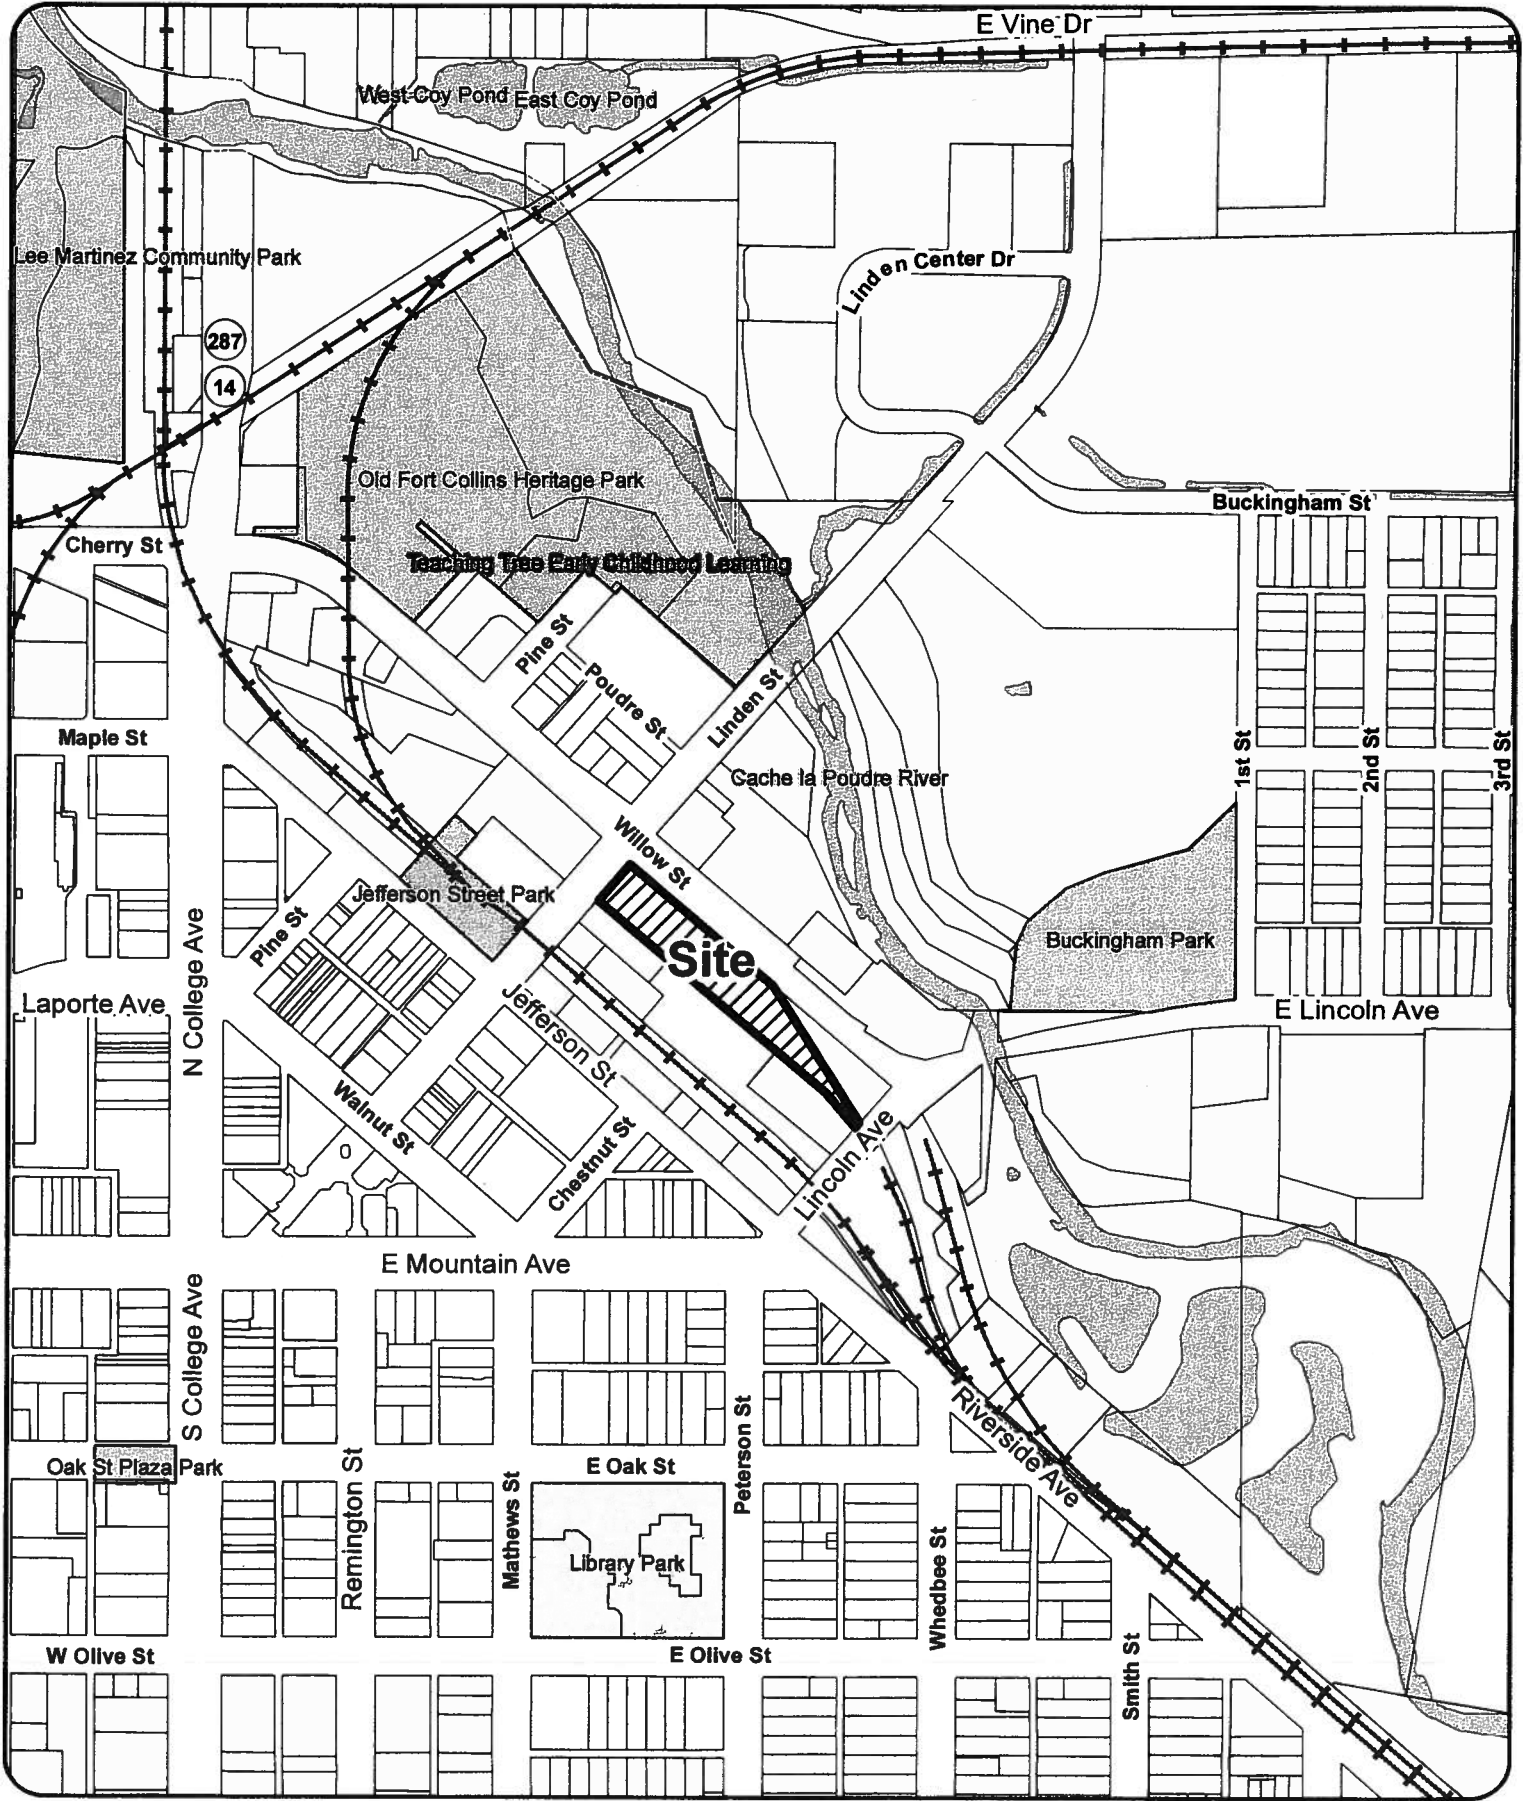 E Vine Dr
West Coy Pond
East Coy Pond
Lee Martinez Community Park
Linden Center Dr
287
14
Old Fort Collins Heritage Park
Buckingham St
Cherry St
Teaching Tree Early Childhood Learning
Pine St
Poudre St
Linden St
Maple St
1st St
2nd St
3rd St
Cache la Poudre River
Willow St
Jefferson Street Park
Pine St
Site
Buckingham Park
N College Ave
Laporte Ave
Jefferson St
E Lincoln Ave
Walnut St
Chestnut St
Lincoln Ave
E Mountain Ave
S College Ave
Riverside Ave
Oak St Plaza Park
E Oak St
Peterson St
Remington St
Mathews St
Library Park
Whedbee St
W Olive St
E Olive St
Smith St